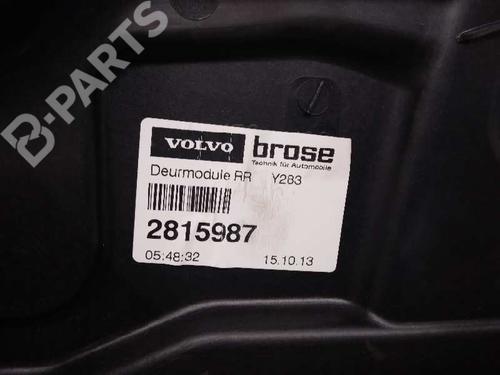 B-PARTS
VOLVO brose
Technik für Automobile
Deurmodule RR Y283
2815987
05:48:32 15.10.13